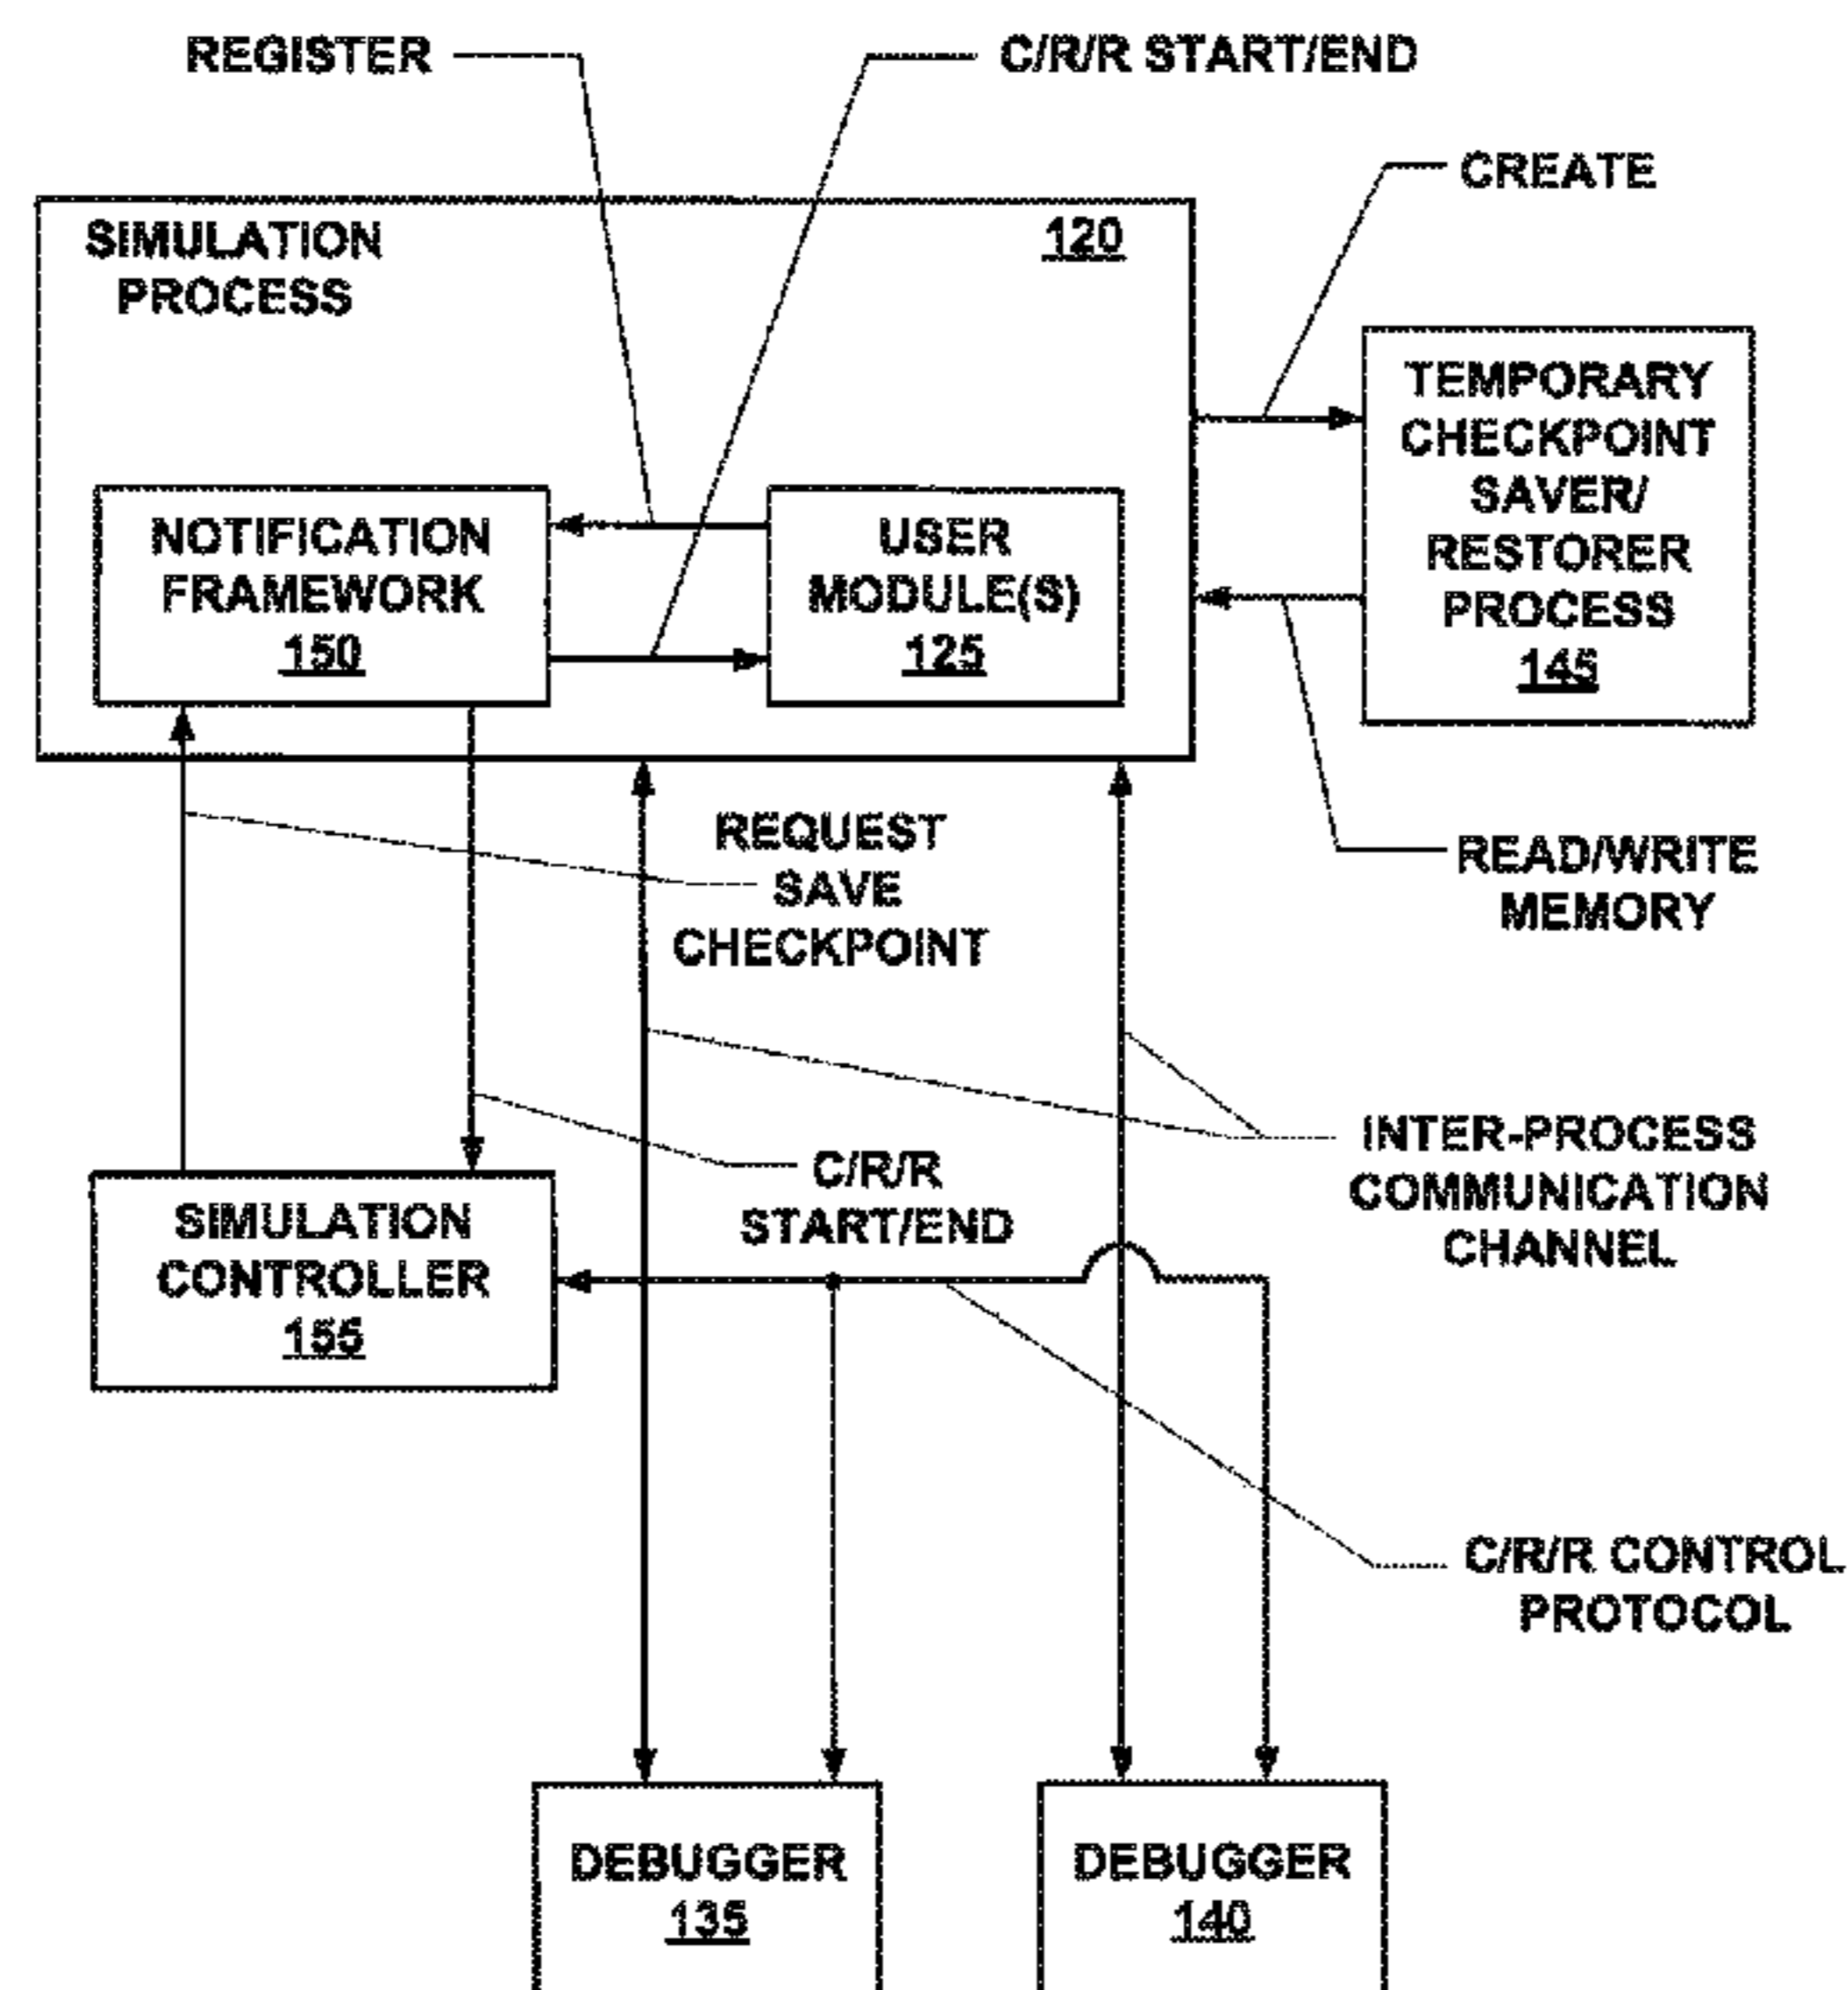 REGISTER
C/R/R START/END
CREATE
SIMULATION
PROCESS
120
TEMPORARY
CHECKPOINT
SAVER/
RESTORER
PROCESS
145
NOTIFICATION
FRAMEWORK
150
USER
MODULE(S)
125
REQUEST
SAVE
CHECKPOINT
READ/WRITE
MEMORY
INTER-PROCESS
COMMUNICATION
CHANNEL
C/R/R
START/END
SIMULATION
CONTROLLER
155
C/R/R CONTROL
PROTOCOL
DEBUGGER
135
DEBUGGER
140